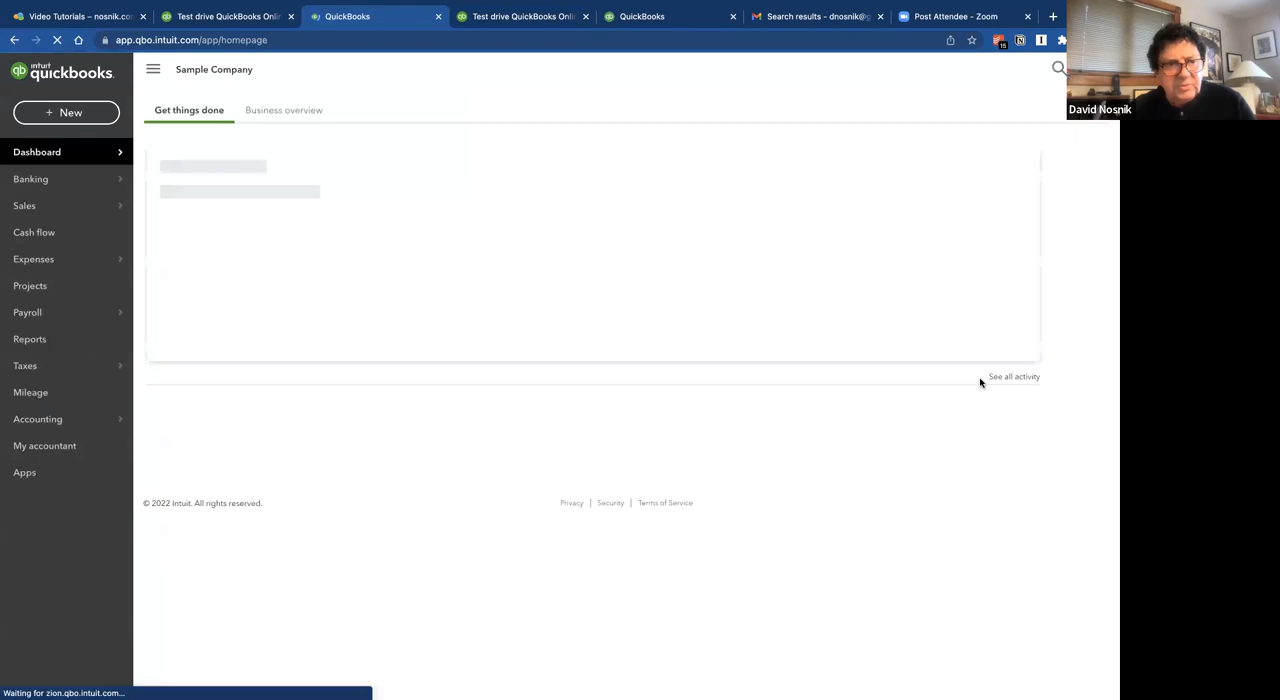 Video Tutorials – nosnik.co
Test drive QuickBooks Onli
QuickBooks
Test drive QuickBooks Onli
QuickBooks
Search results - dnosnik@g
Post Attendee - Zoom
app.qbo.intuit.com/app/homepage
15
David Nosnik
intuit
quickbooks.
Sample Company
+ New
Get things done
Business overview
Dashboard
Banking
Sales
Cash flow
Expenses
Projects
Payroll
Reports
Taxes
Mileage
Accounting
My accountant
Apps
See all activity
© 2022 Intuit. All rights reserved.
Privacy | Security | Terms of Service
Waiting for zion.qbo.intuit.com...